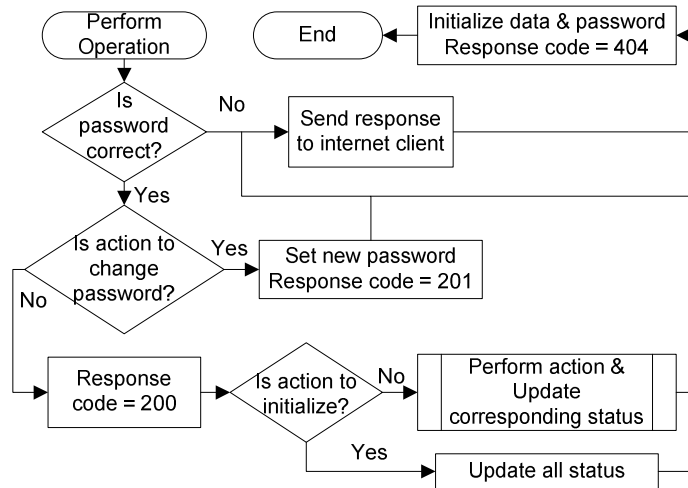 Perform
Operation
End
Initialize data & password
Response code = 404
Is
password
correct?
No
Send response
to internet client
Yes
Is action to
change
password?
Yes
Set new password
Response code = 201
No
Response
code = 200
Is action to
initialize?
No
Perform action &
Update
corresponding status
Yes
Update all status